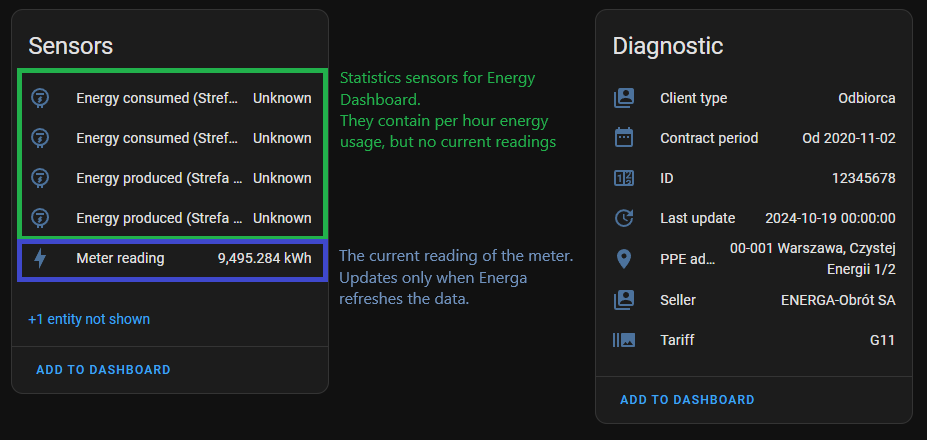 Sensors
Energy consumed (Stref... Unknown
Energy consumed (Stref... Unknown
Energy produced (Strefa ... Unknown
Energy produced (Strefa ... Unknown
Meter reading 9,495.284 kWh
+1 entity not shown
ADD TO DASHBOARD
Statistics sensors for Energy
Dashboard.
They contain per hour energy
usage, but no current readings
The current reading of the meter.
Updates only when Energa
refreshes the data.
Diagnostic
Client type Odbiorca
Contract period Od 2020-11-02
ID 12345678
Last update 2024-10-19 00:00:00
PPE ad... 00-001 Warszawa, Czystej
Energii 1/2
Seller ENERGA-Obrót SA
Tariff G11
ADD TO DASHBOARD